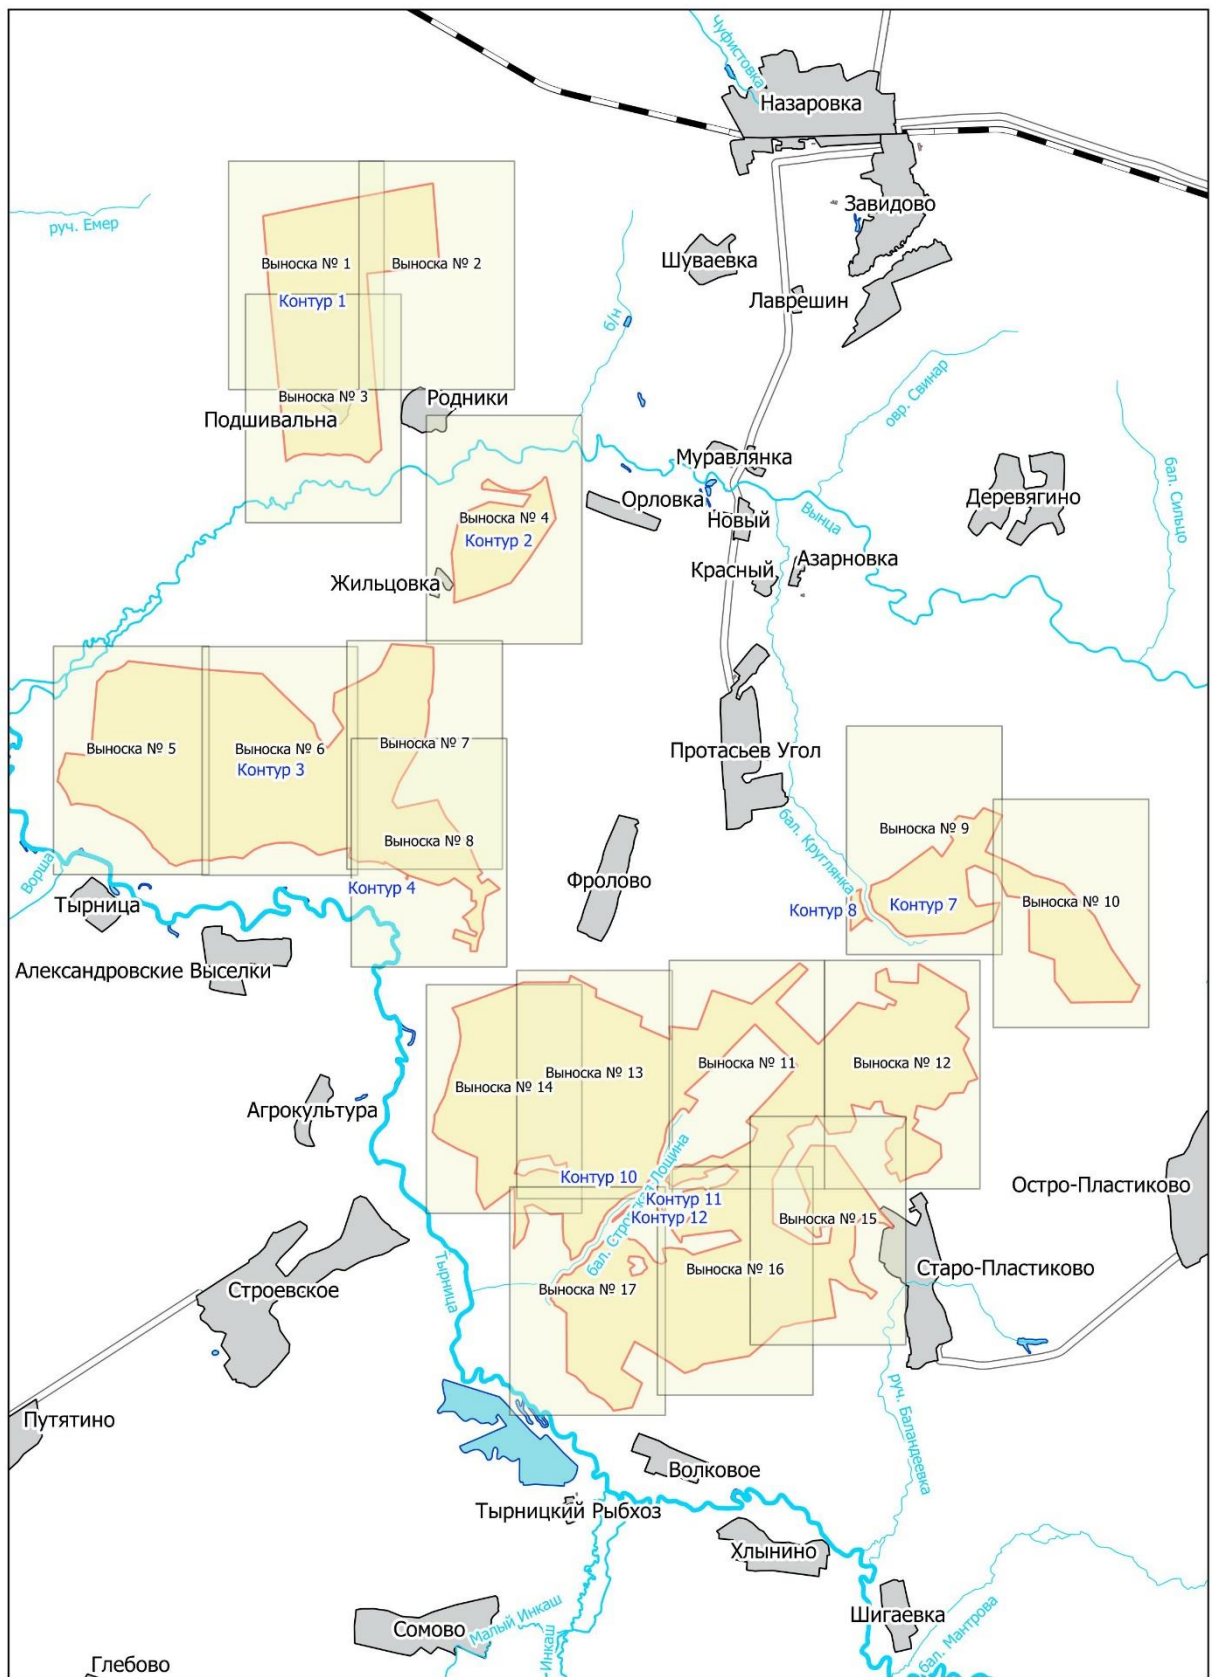 Чуфистовка
Назаровка
Завидово
руч. Емер
Шуваевка
Выноска № 1
Выноска № 2
Контур 1
Лаврешин
б/н
овр. Свинар
Выноска № 3
Родники
Подшивальна
Муравлянка
бал. Сильцо
Орловка
Деревягино
Выноска № 4
Новый
Вынца
Контур 2
Красный
Азарновка
Жильцовка
Выноска № 5
Выноска № 6
Выноска № 7
Протасьев Угол
Контур 3
Выноска № 8
Выноска № 9
бал. Круглянка
Ворша
Фролово
Контур 4
Тырница
Контур 8
Контур 7
Выноска № 10
Александровские Выселки
Выноска № 11
Выноска № 12
Выноска № 13
Выноска № 14
Агрокультура
Контур 10
Остро-Пластиково
Контур 11
Контур 12
Выноска № 15
бал. Строевская Лощина
Тырница
Строевское
Выноска № 16
Старо-Пластиково
Выноска № 17
руч. Баландеевка
Путятино
Волковое
Тырницкий Рыбхоз
Хлынино
Шигаевка
Малый Инкаш
Сомово
бал. Мантрова
-Инкаш
Глебово